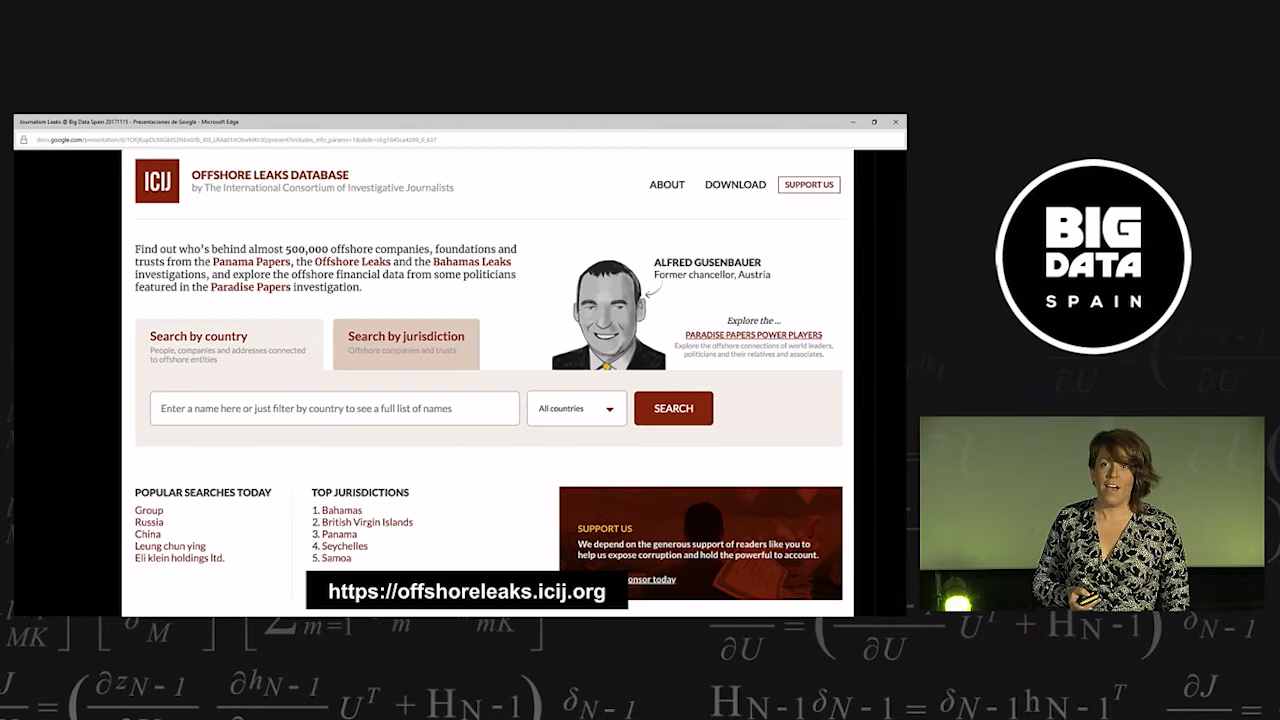 Journalism Leaks @ Big Data Spain 20171115 - Presentaciones de Google - Microsoft Edge
ICIJ
OFFSHORE LEAKS DATABASE
by The International Consortium of Investigative Journalists
ABOUT
DOWNLOAD
SUPPORT US
Find out who's behind almost 500,000 offshore companies, foundations and
trusts from the Panama Papers, the Offshore Leaks and the Bahamas Leaks
investigations, and explore the offshore financial data from some politicians
featured in the Paradise Papers investigation.
ALFRED GUSENBAUER
Former chancellor, Austria
Explore the ...
PARADISE PAPERS POWER PLAYERS
Explore the offshore connections of world leaders,
politicians and their relatives and associates.
Search by country
People, companies and addresses connected
to offshore entities
Search by jurisdiction
Offshore companies and trusts
Enter a name here or just filter by country to see a full list of names
All countries
SEARCH
POPULAR SEARCHES TODAY
Group
Russia
China
Leung chun ying
Eli klein holdings ltd.
TOP JURISDICTIONS
1. Bahamas
2. British Virgin Islands
3. Panama
4. Seychelles
5. Samoa
SUPPORT US
We depend on the generous support of readers like you to
help us expose corruption and hold the powerful to account.
onsor today
https://offshoreleaks.icij.org
BIG
DATA
SPAIN